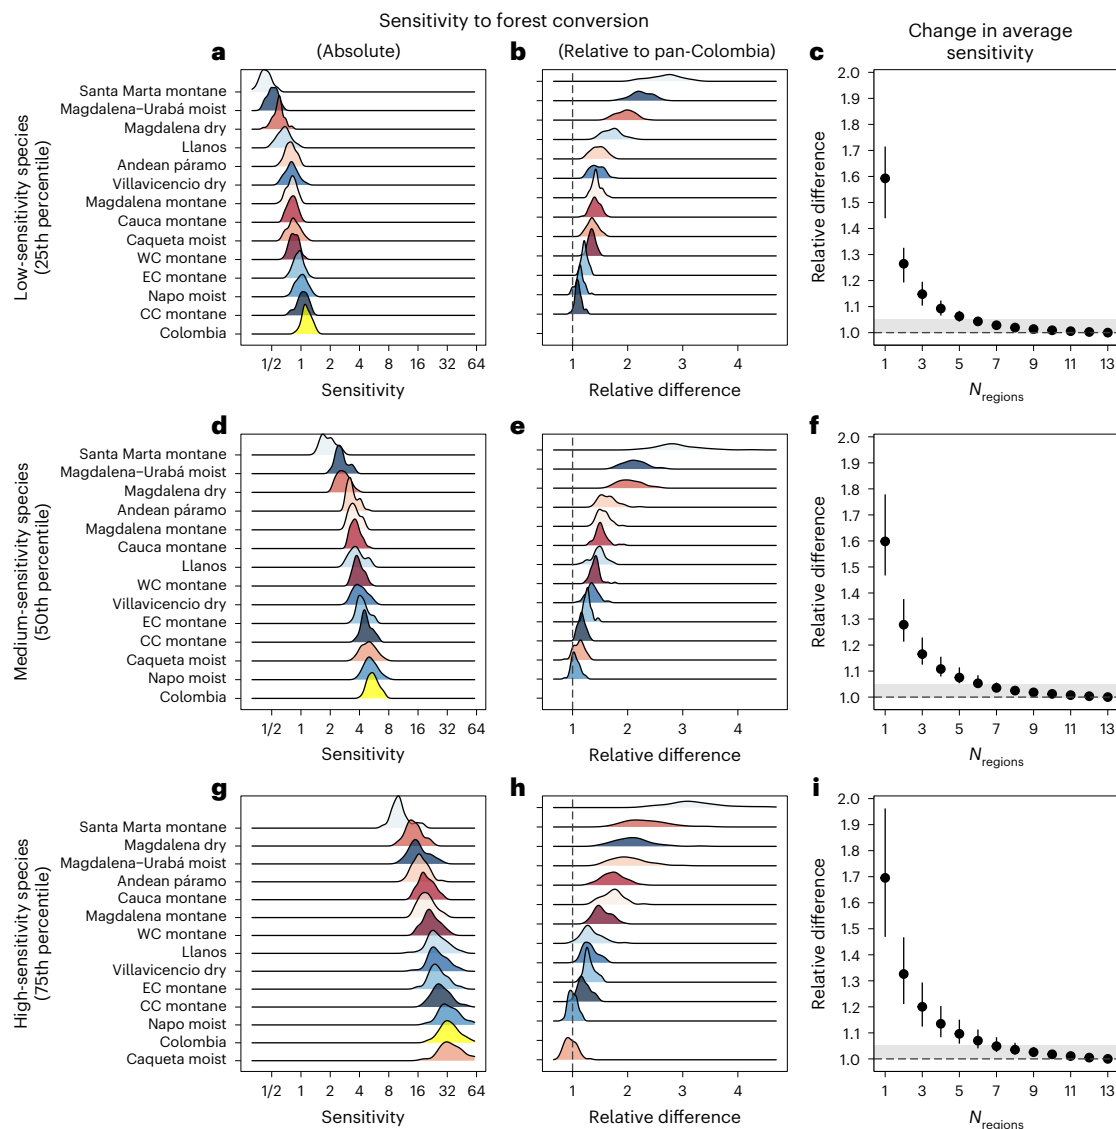 Sensitivity to forest conversion
a
(Absolute)
b
(Relative to pan-Colombia)
c
Change in average
sensitivity
Low-sensitivity species
(25th percentile)
Santa Marta montane
Magdalena–Urabá moist
Magdalena dry
Llanos
Andean páramo
Villavicencio dry
Magdalena montane
Cauca montane
Caqueta moist
WC montane
EC montane
Napo moist
CC montane
Colombia
1/2 1 2 4 8 16 32 64
Sensitivity
1 2 3 4
Relative difference
Relative difference
2.0
1.9
1.8
1.7
1.6
1.5
1.4
1.3
1.2
1.1
1.0
1 3 5 7 9 11 13
Nregions
d
e
f
Medium-sensitivity species
(50th percentile)
Santa Marta montane
Magdalena–Urabá moist
Magdalena dry
Andean páramo
Magdalena montane
Cauca montane
Llanos
WC montane
Villavicencio dry
EC montane
CC montane
Caqueta moist
Napo moist
Colombia
1/2 1 2 4 8 16 32 64
Sensitivity
1 2 3 4
Relative difference
Relative difference
2.0
1.9
1.8
1.7
1.6
1.5
1.4
1.3
1.2
1.1
1.0
1 3 5 7 9 11 13
Nregions
g
h
i
High-sensitivity species
(75th percentile)
Santa Marta montane
Magdalena dry
Magdalena–Urabá moist
Andean páramo
Cauca montane
Magdalena montane
WC montane
Llanos
Villavicencio dry
EC montane
CC montane
Napo moist
Colombia
Caqueta moist
1/2 1 2 4 8 16 32 64
Sensitivity
1 2 3 4
Relative difference
Relative difference
2.0
1.9
1.8
1.7
1.6
1.5
1.4
1.3
1.2
1.1
1.0
1 3 5 7 9 11 13
Nregions